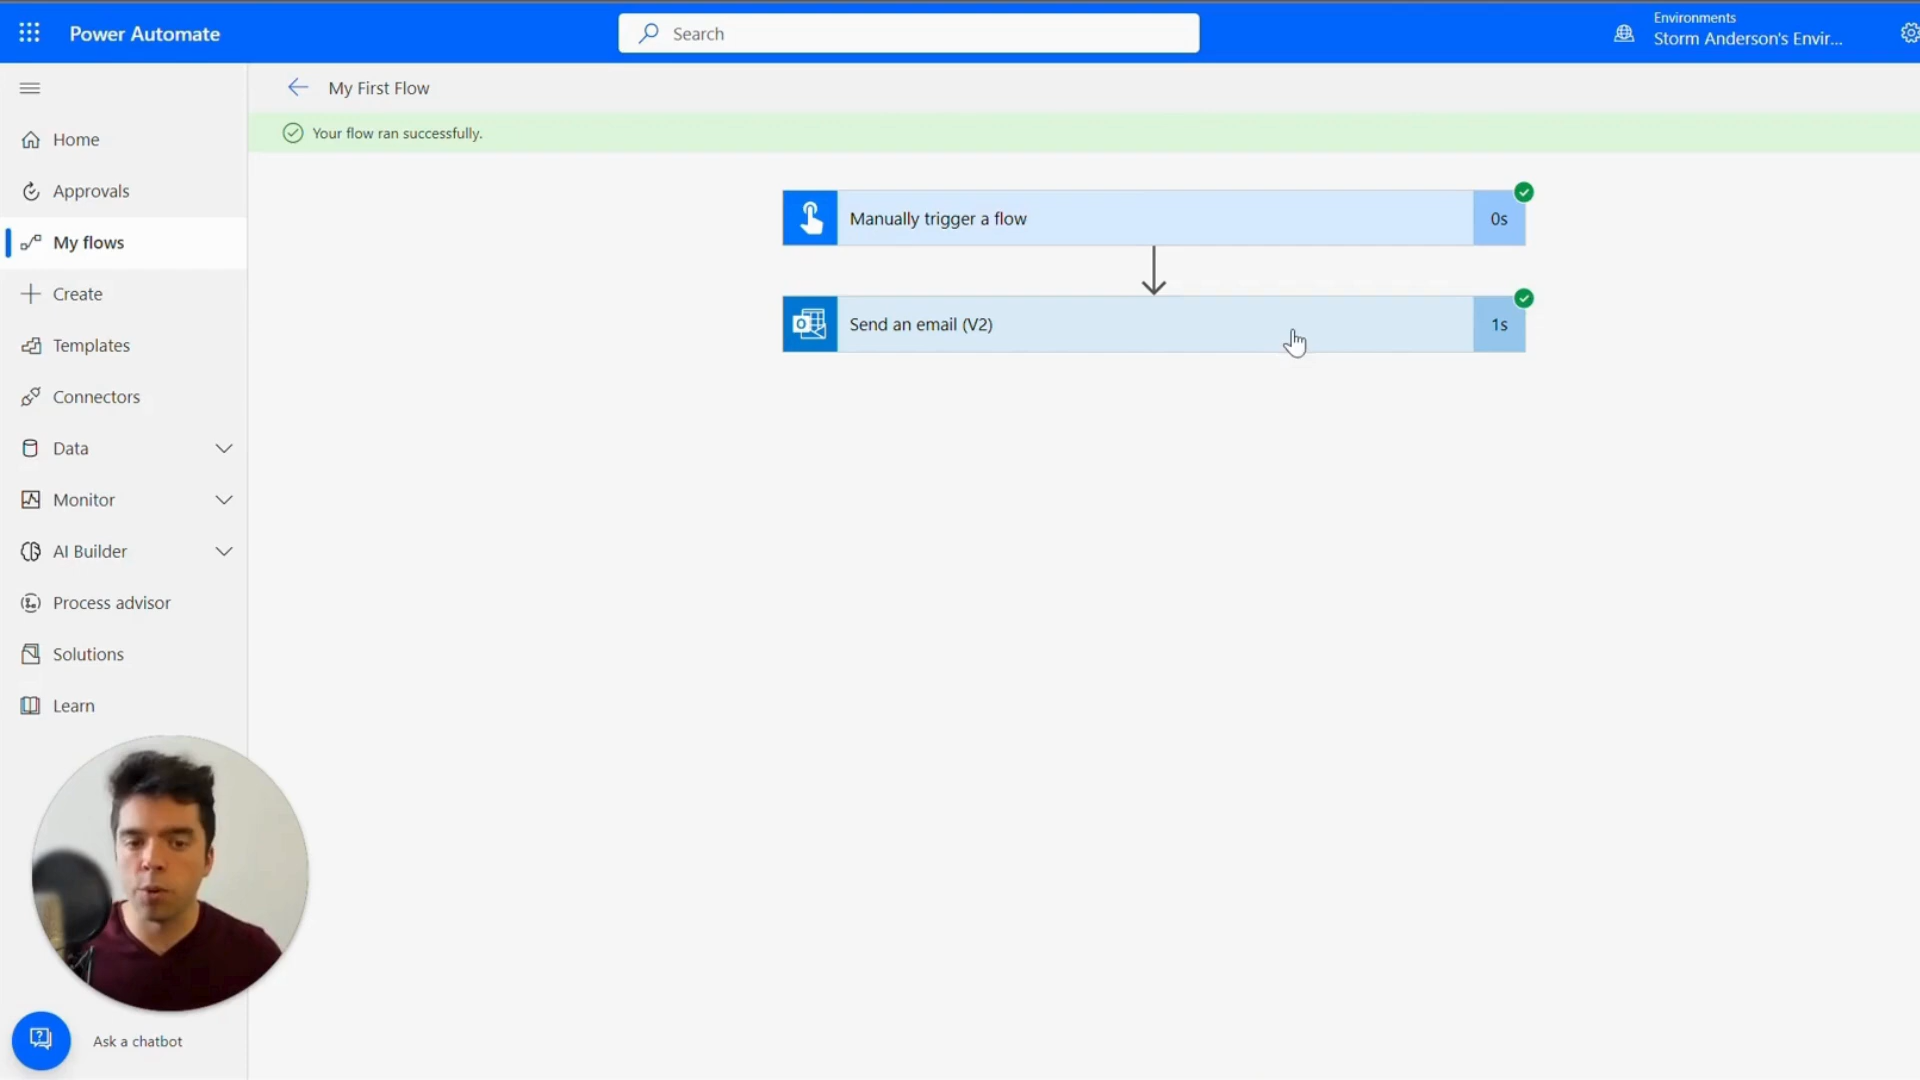 Power Automate
Search
Environments
Storm Anderson's Envir...
My First Flow
Your flow ran successfully.
Home
Approvals
My flows
Create
Templates
Connectors
Data
Monitor
AI Builder
Process advisor
Solutions
Learn
Manually trigger a flow
0s
Send an email (V2)
1s
Ask a chatbot